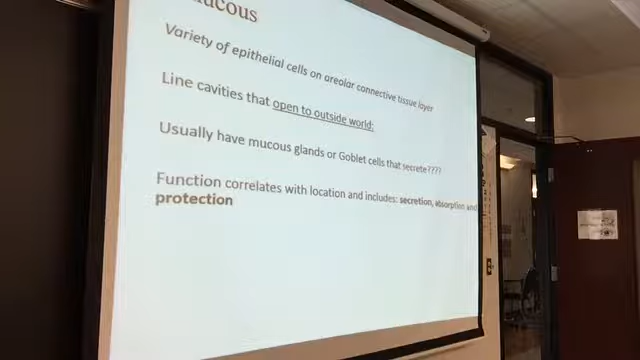 mucous
Variety of epithelial cells on areolar connective tissue layer
Line cavities that open to outside world:
Usually have mucous glands or Goblet cells that secrete????
Function correlates with location and includes: secretion, absorption and
protection